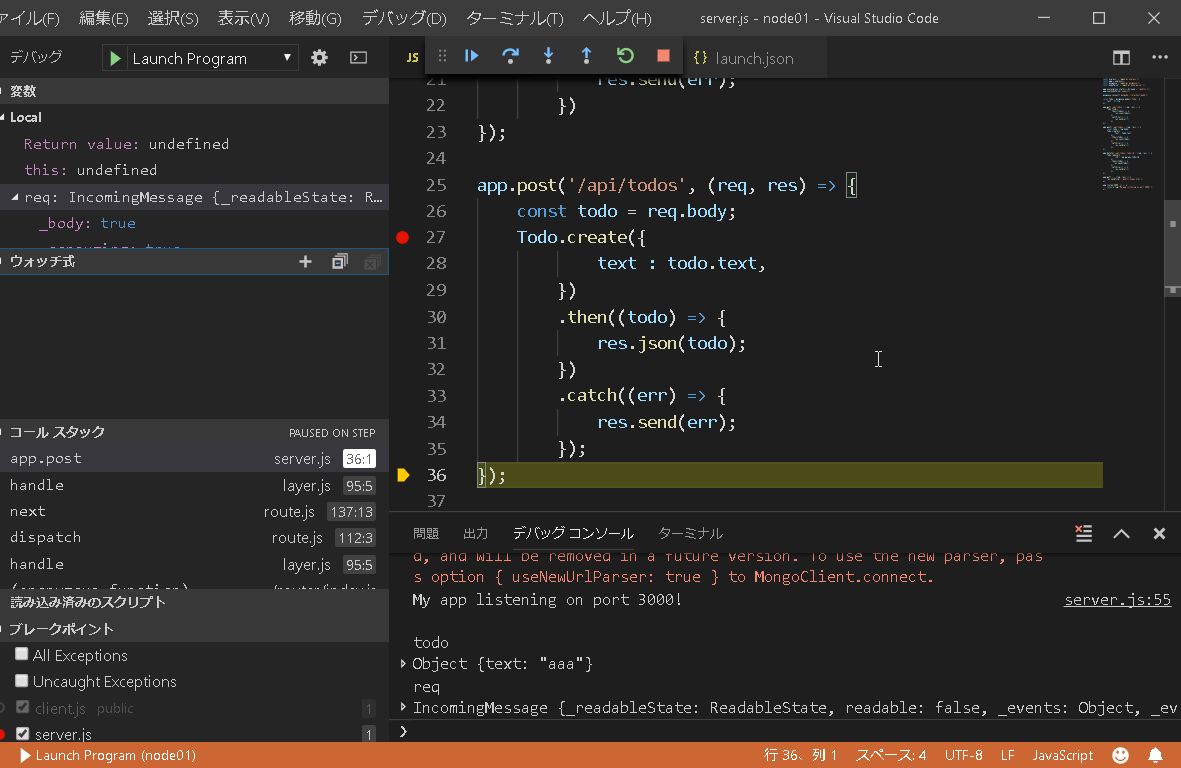 アイル(F) 編集(E) 選択(S) 表示(V) 移動(G) デバッグ(D) ターミナル(T) ヘルプ(H) server.js - node01 - Visual Studio Code
デバッグ Launch Program
JS {} launch.json
変数
Local
Return value: undefined
this: undefined
req: IncomingMessage {_readableState: R…
_body: true
ウォッチ式
コール スタック PAUSED ON STEP
app.post server.js 36:1
handle layer.js 95:5
next route.js 137:13
dispatch route.js 112:3
handle layer.js 95:5
読み込み済みのスクリプト
ブレークポイント
All Exceptions
Uncaught Exceptions
client.js public 1
server.js 1
21 res.send(err);
22 })
23 });
24
25 app.post('/api/todos', (req, res) => {
26 const todo = req.body;
27 Todo.create({
28 text : todo.text,
29 })
30 .then((todo) => {
31 res.json(todo);
32 })
33 .catch((err) => {
34 res.send(err);
35 });
36 });
37
問題 出力 デバッグ コンソール ターミナル
d, and will be removed in a future version. To use the new parser, pas
s option { useNewUrlParser: true } to MongoClient.connect.
My app listening on port 3000! server.js:55
todo
Object {text: "aaa"}
req
IncomingMessage {_readableState: ReadableState, readable: false, _events: Object, _ev
Launch Program (node01) 行 36、列 1 スペース: 4 UTF-8 LF JavaScript